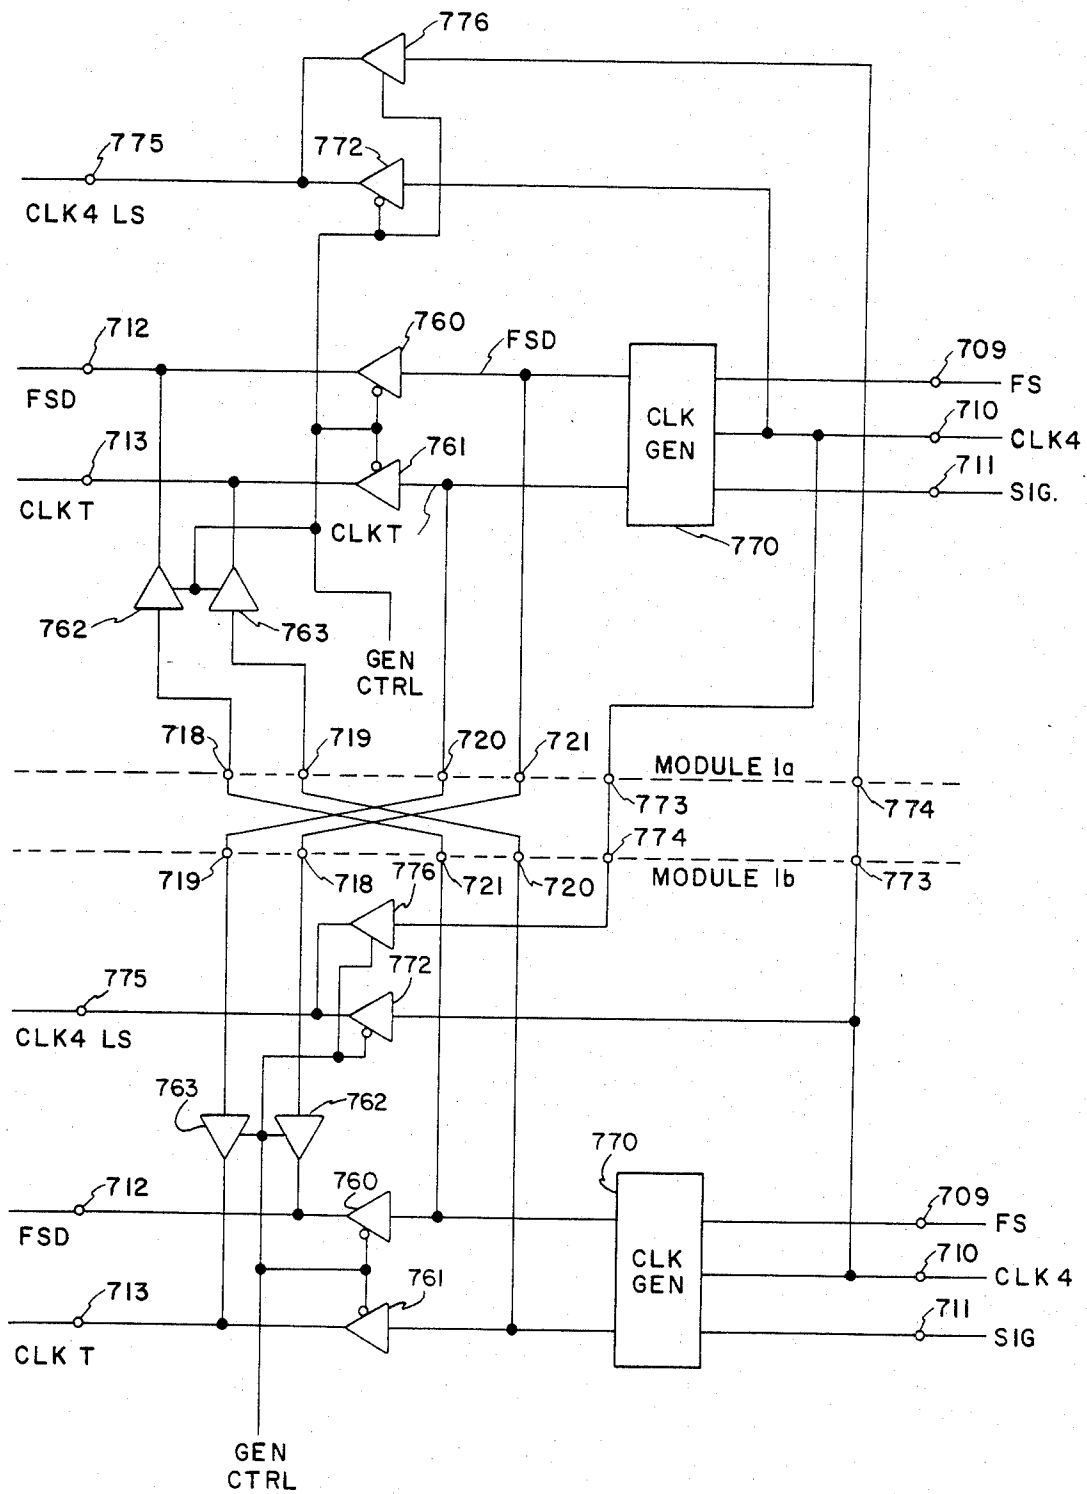 776
775
772
CLK4 LS
712
760
FSD
709
FS
FSD
CLK
GEN
710
CLK4
713
761
711
SIG.
CLKT
CLKT
770
762
763
GEN
CTRL
718
719
720
721
MODULE Ia
773
774
719
718
721
720
774
MODULE Ib
773
776
775
772
CLK4 LS
763
762
770
712
760
709
FS
FSD
CLK
GEN
710
CLK4
713
761
711
SIG
CLK T
GEN
CTRL